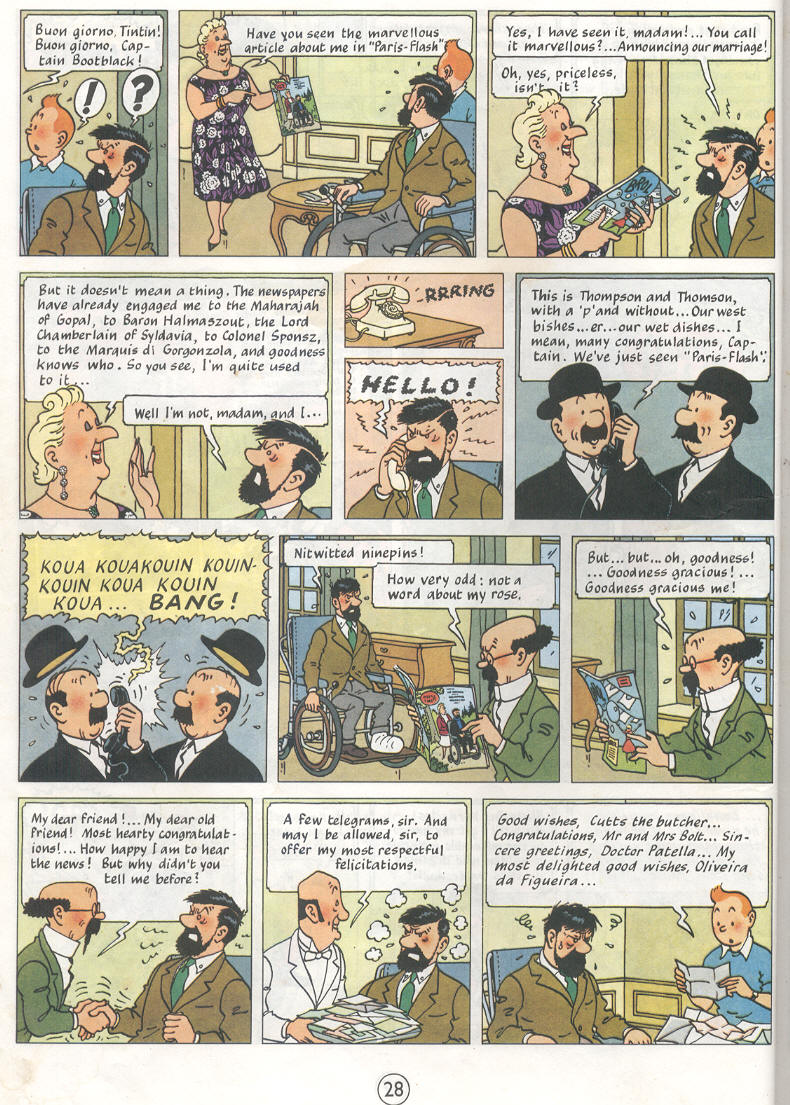 Buon giorno, Tintin!
Buon giorno, Cap-
tain Bootblack!
!
?
Have you seen the marvellous
article about me in "Paris-Flash"
Yes, I have seen it, madam!... You call
it marvellous?...Announcing our marriage!
Oh, yes, priceless,
isn't it?
But it doesn't mean a thing. The newspapers
have already engaged me to the Maharajah
of Gopal, to Baron Halmaszout, the Lord
Chamberlain of Syldavia, to Colonel Sponsz,
to the Marquis di Gorgonzola, and goodness
knows who. So you see, I'm quite used
to it...
Well I'm not, madam, and I...
RRRING
HELLO!
This is Thompson and Thomson,
with a 'p' and without...Our west
bishes...er...our wet dishes... I
mean, many congratulations, Cap-
tain. We've just seen "Paris-Flash".
KOUA KOUAKOUIN KOUIN-
KOUIN KOUA KOUIN
KOUA... BANG!
Nitwitted ninepins!
How very odd: not a
word about my rose.
But... but... oh, goodness!
... Goodness gracious! ...
Goodness gracious me!
My dear friend!... My dear old
friend! Most hearty congratulat-
ions!... How happy I am to hear
the news! But why didn't you
tell me before?
A few telegrams, sir. And
may I be allowed, sir, to
offer my most respectful
felicitations.
Good wishes, Cutts the butcher...
Congratulations, Mr and Mrs Bolt... Sin-
cere greetings, Doctor Patella... My
most delighted good wishes, Oliveira
da Figueira...
28